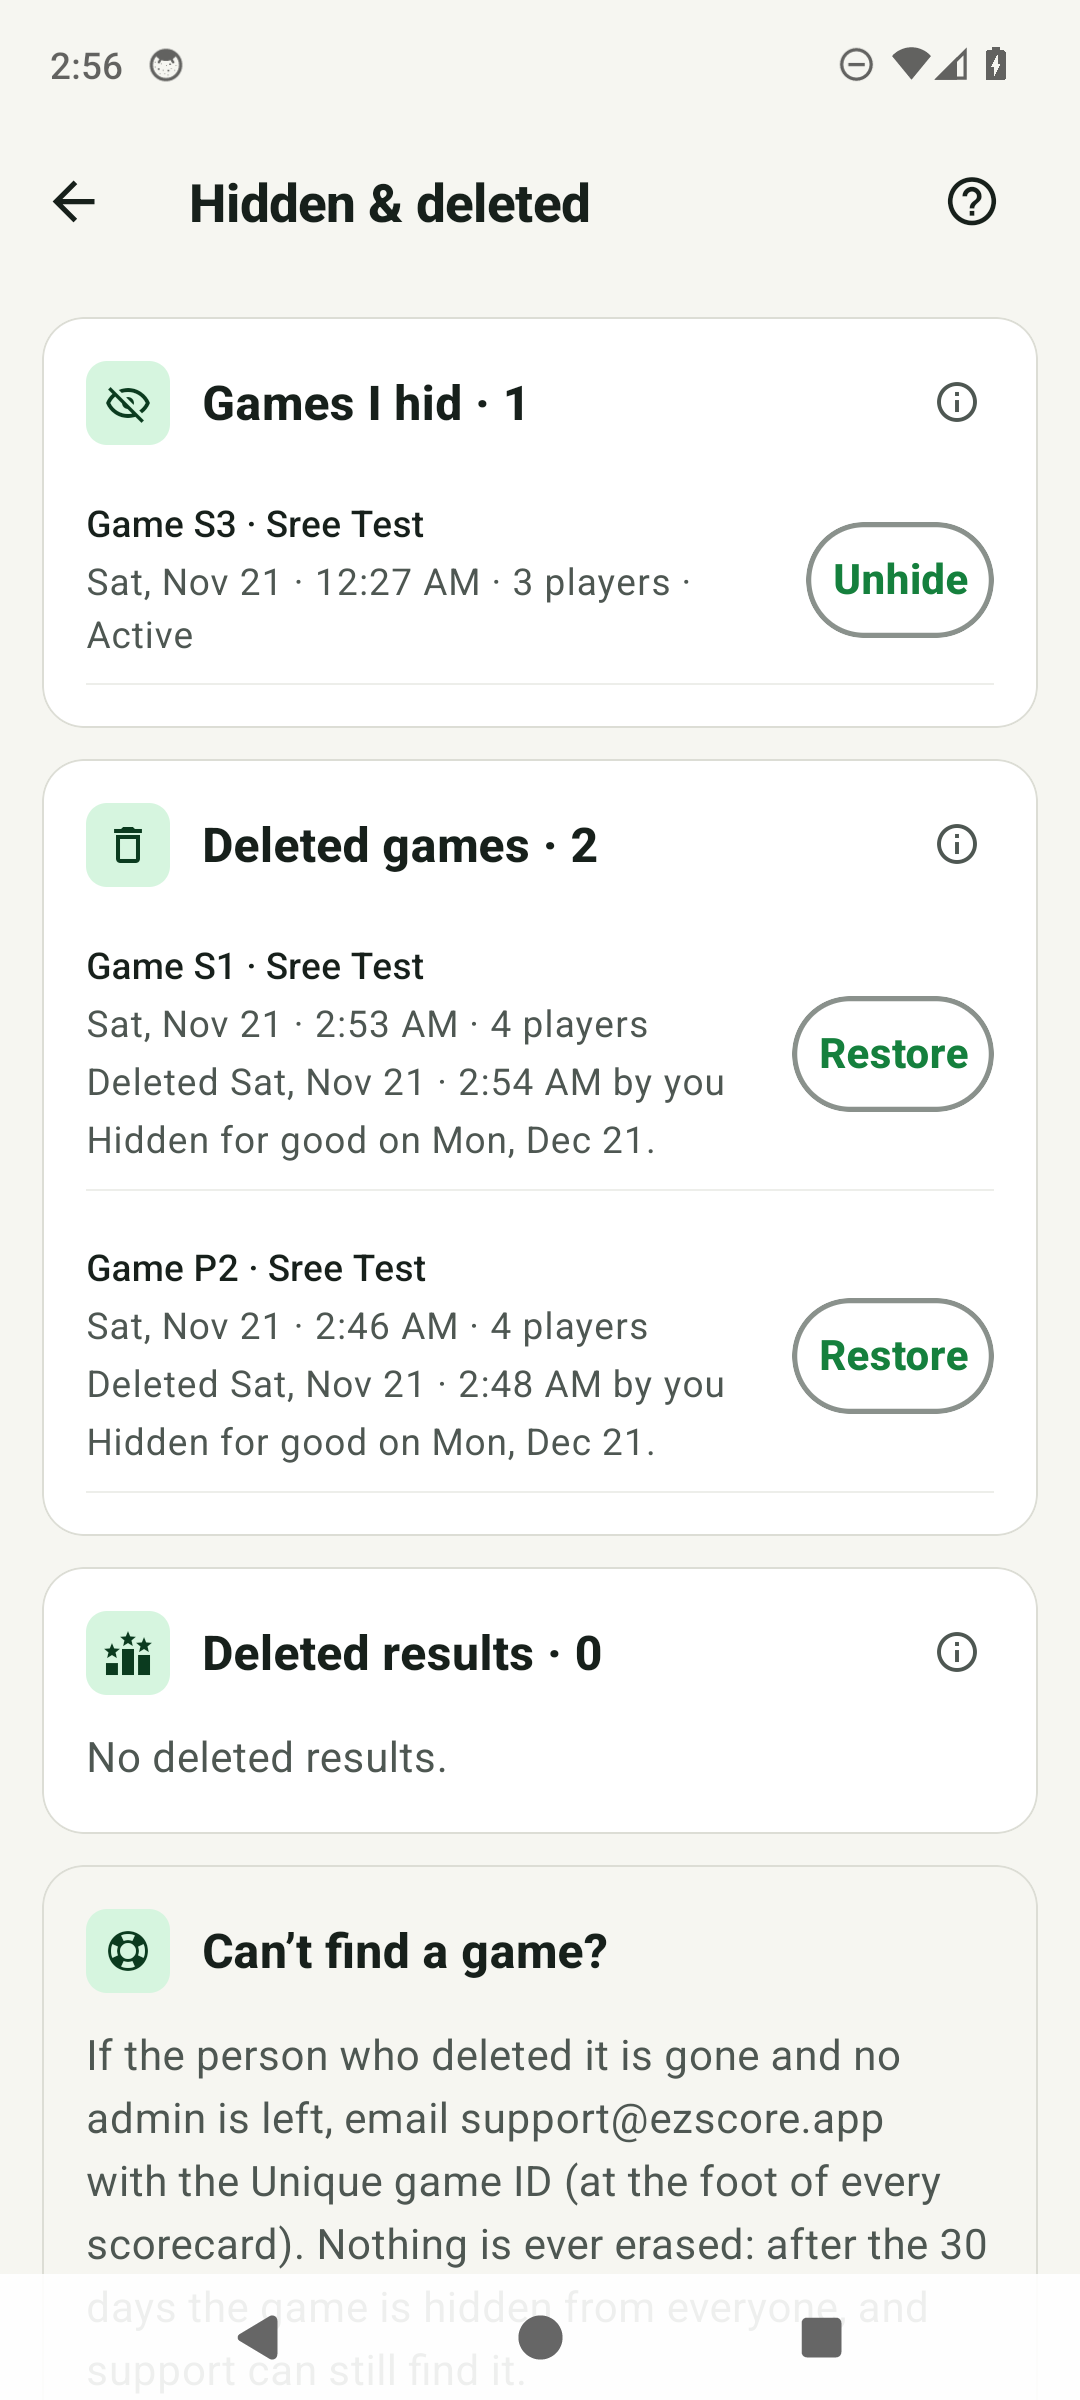 2:56
Hidden & deleted
Games I hid · 1
Game S3 · Sree Test
Sat, Nov 21 · 12:27 AM · 3 players ·
Active
Unhide
Deleted games · 2
Game S1 · Sree Test
Sat, Nov 21 · 2:53 AM · 4 players
Deleted Sat, Nov 21 · 2:54 AM by you
Hidden for good on Mon, Dec 21.
Restore
Game P2 · Sree Test
Sat, Nov 21 · 2:46 AM · 4 players
Deleted Sat, Nov 21 · 2:48 AM by you
Hidden for good on Mon, Dec 21.
Restore
Deleted results · 0
No deleted results.
Can’t find a game?
If the person who deleted it is gone and no
admin is left, email support@ezscore.app
with the Unique game ID (at the foot of every
scorecard). Nothing is ever erased: after the 30
days the game is hidden from everyone, and
support can still find it.